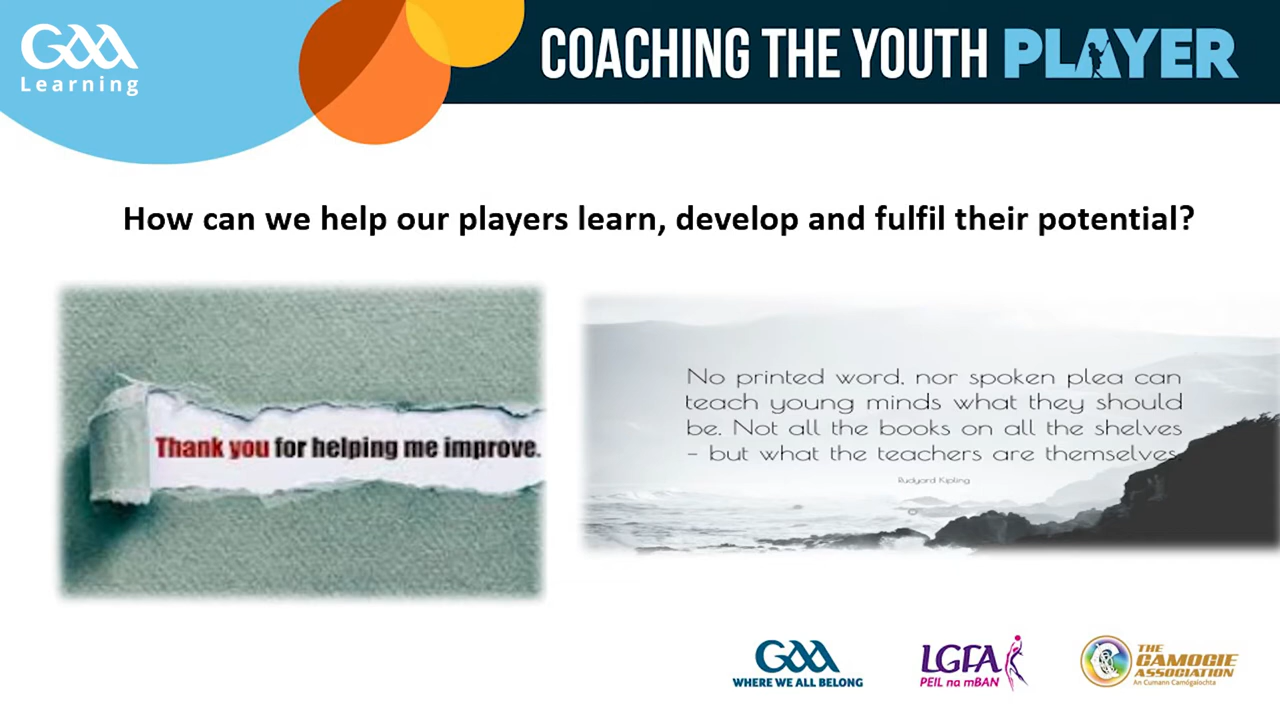 GAA
Learning
COACHING THE YOUTH PLAYER
How can we help our players learn, develop and fulfil their potential?
Thank you for helping me improve.
No printed word, nor spoken plea can
teach young minds what they should
be. Not all the books on all the shelves
– but what the teachers are themselves.
Rudyard Kipling
GAA
WHERE WE ALL BELONG
LGFA
PEIL na mBAN
THE
CAMOGIE
ASSOCIATION
An Cumann Camógaíochta